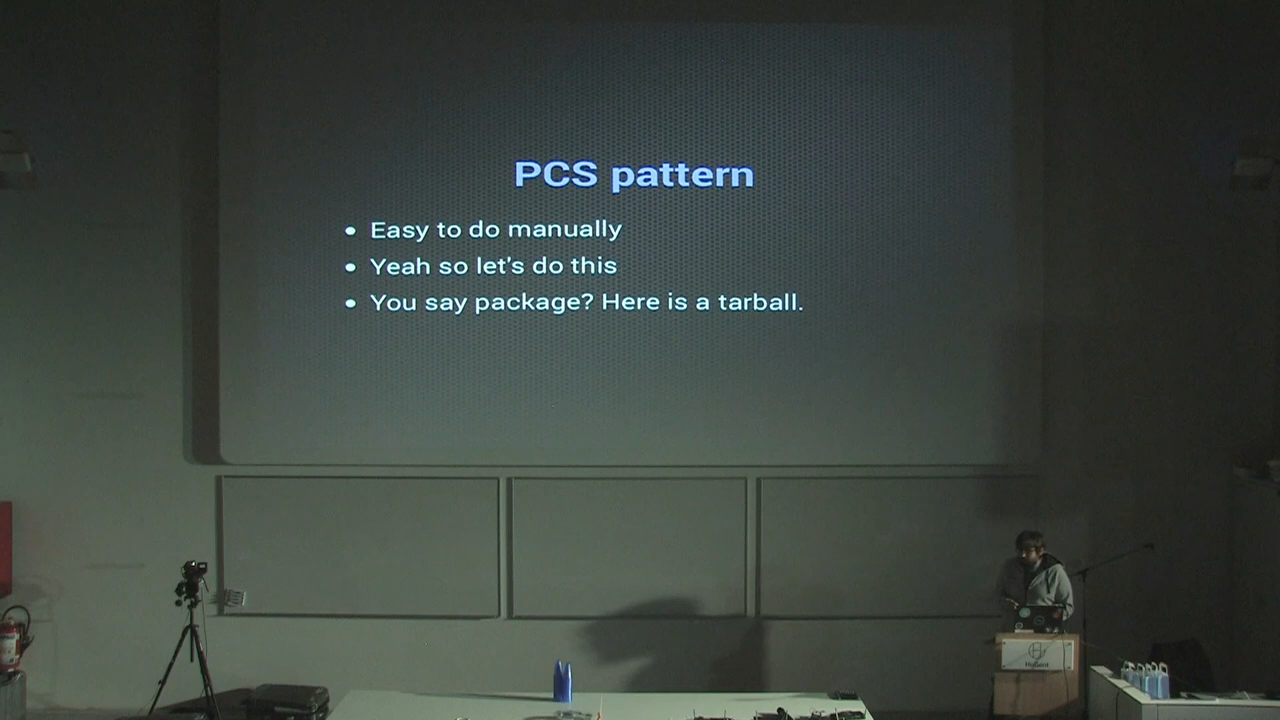 PCS pattern
Easy to do manually
Yeah so let's do this
You say package? Here is a tarball.